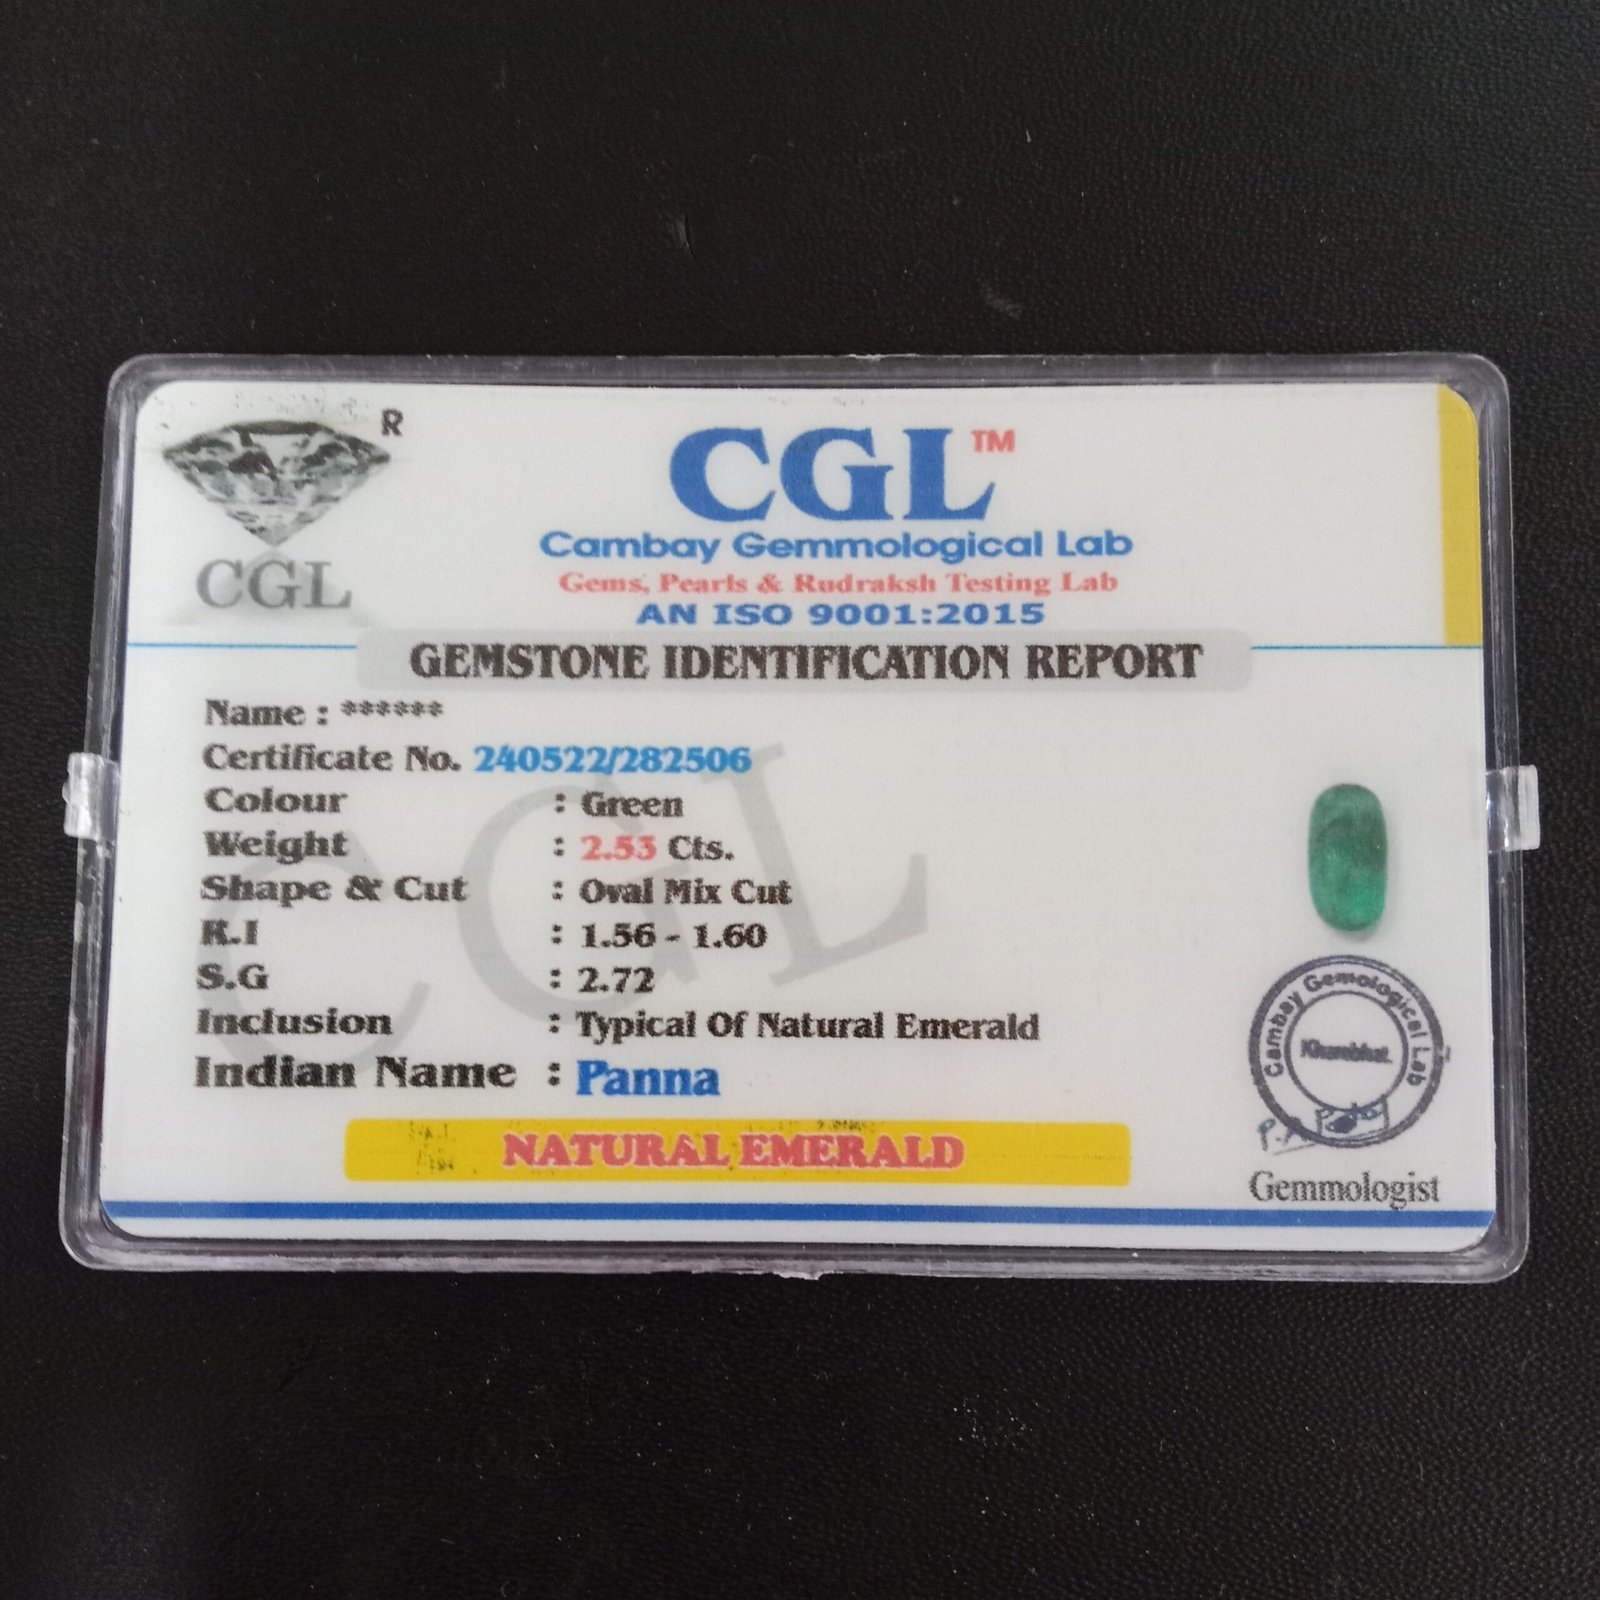 R
CGL
CGL™
Cambay Gemmological Lab
Gems, Pearls & Rudraksh Testing Lab
AN ISO 9001:2015
GEMSTONE IDENTIFICATION REPORT
Name : ******
Certificate No. 240522/282506
Colour : Green
Weight : 2.53 Cts.
Shape & Cut : Oval Mix Cut
R.I : 1.56 - 1.60
S.G : 2.72
Inclusion : Typical Of Natural Emerald
Indian Name : Panna
NATURAL EMERALD
CGL
Cambay Gemological Lab
Khambhat.
Gemmologist